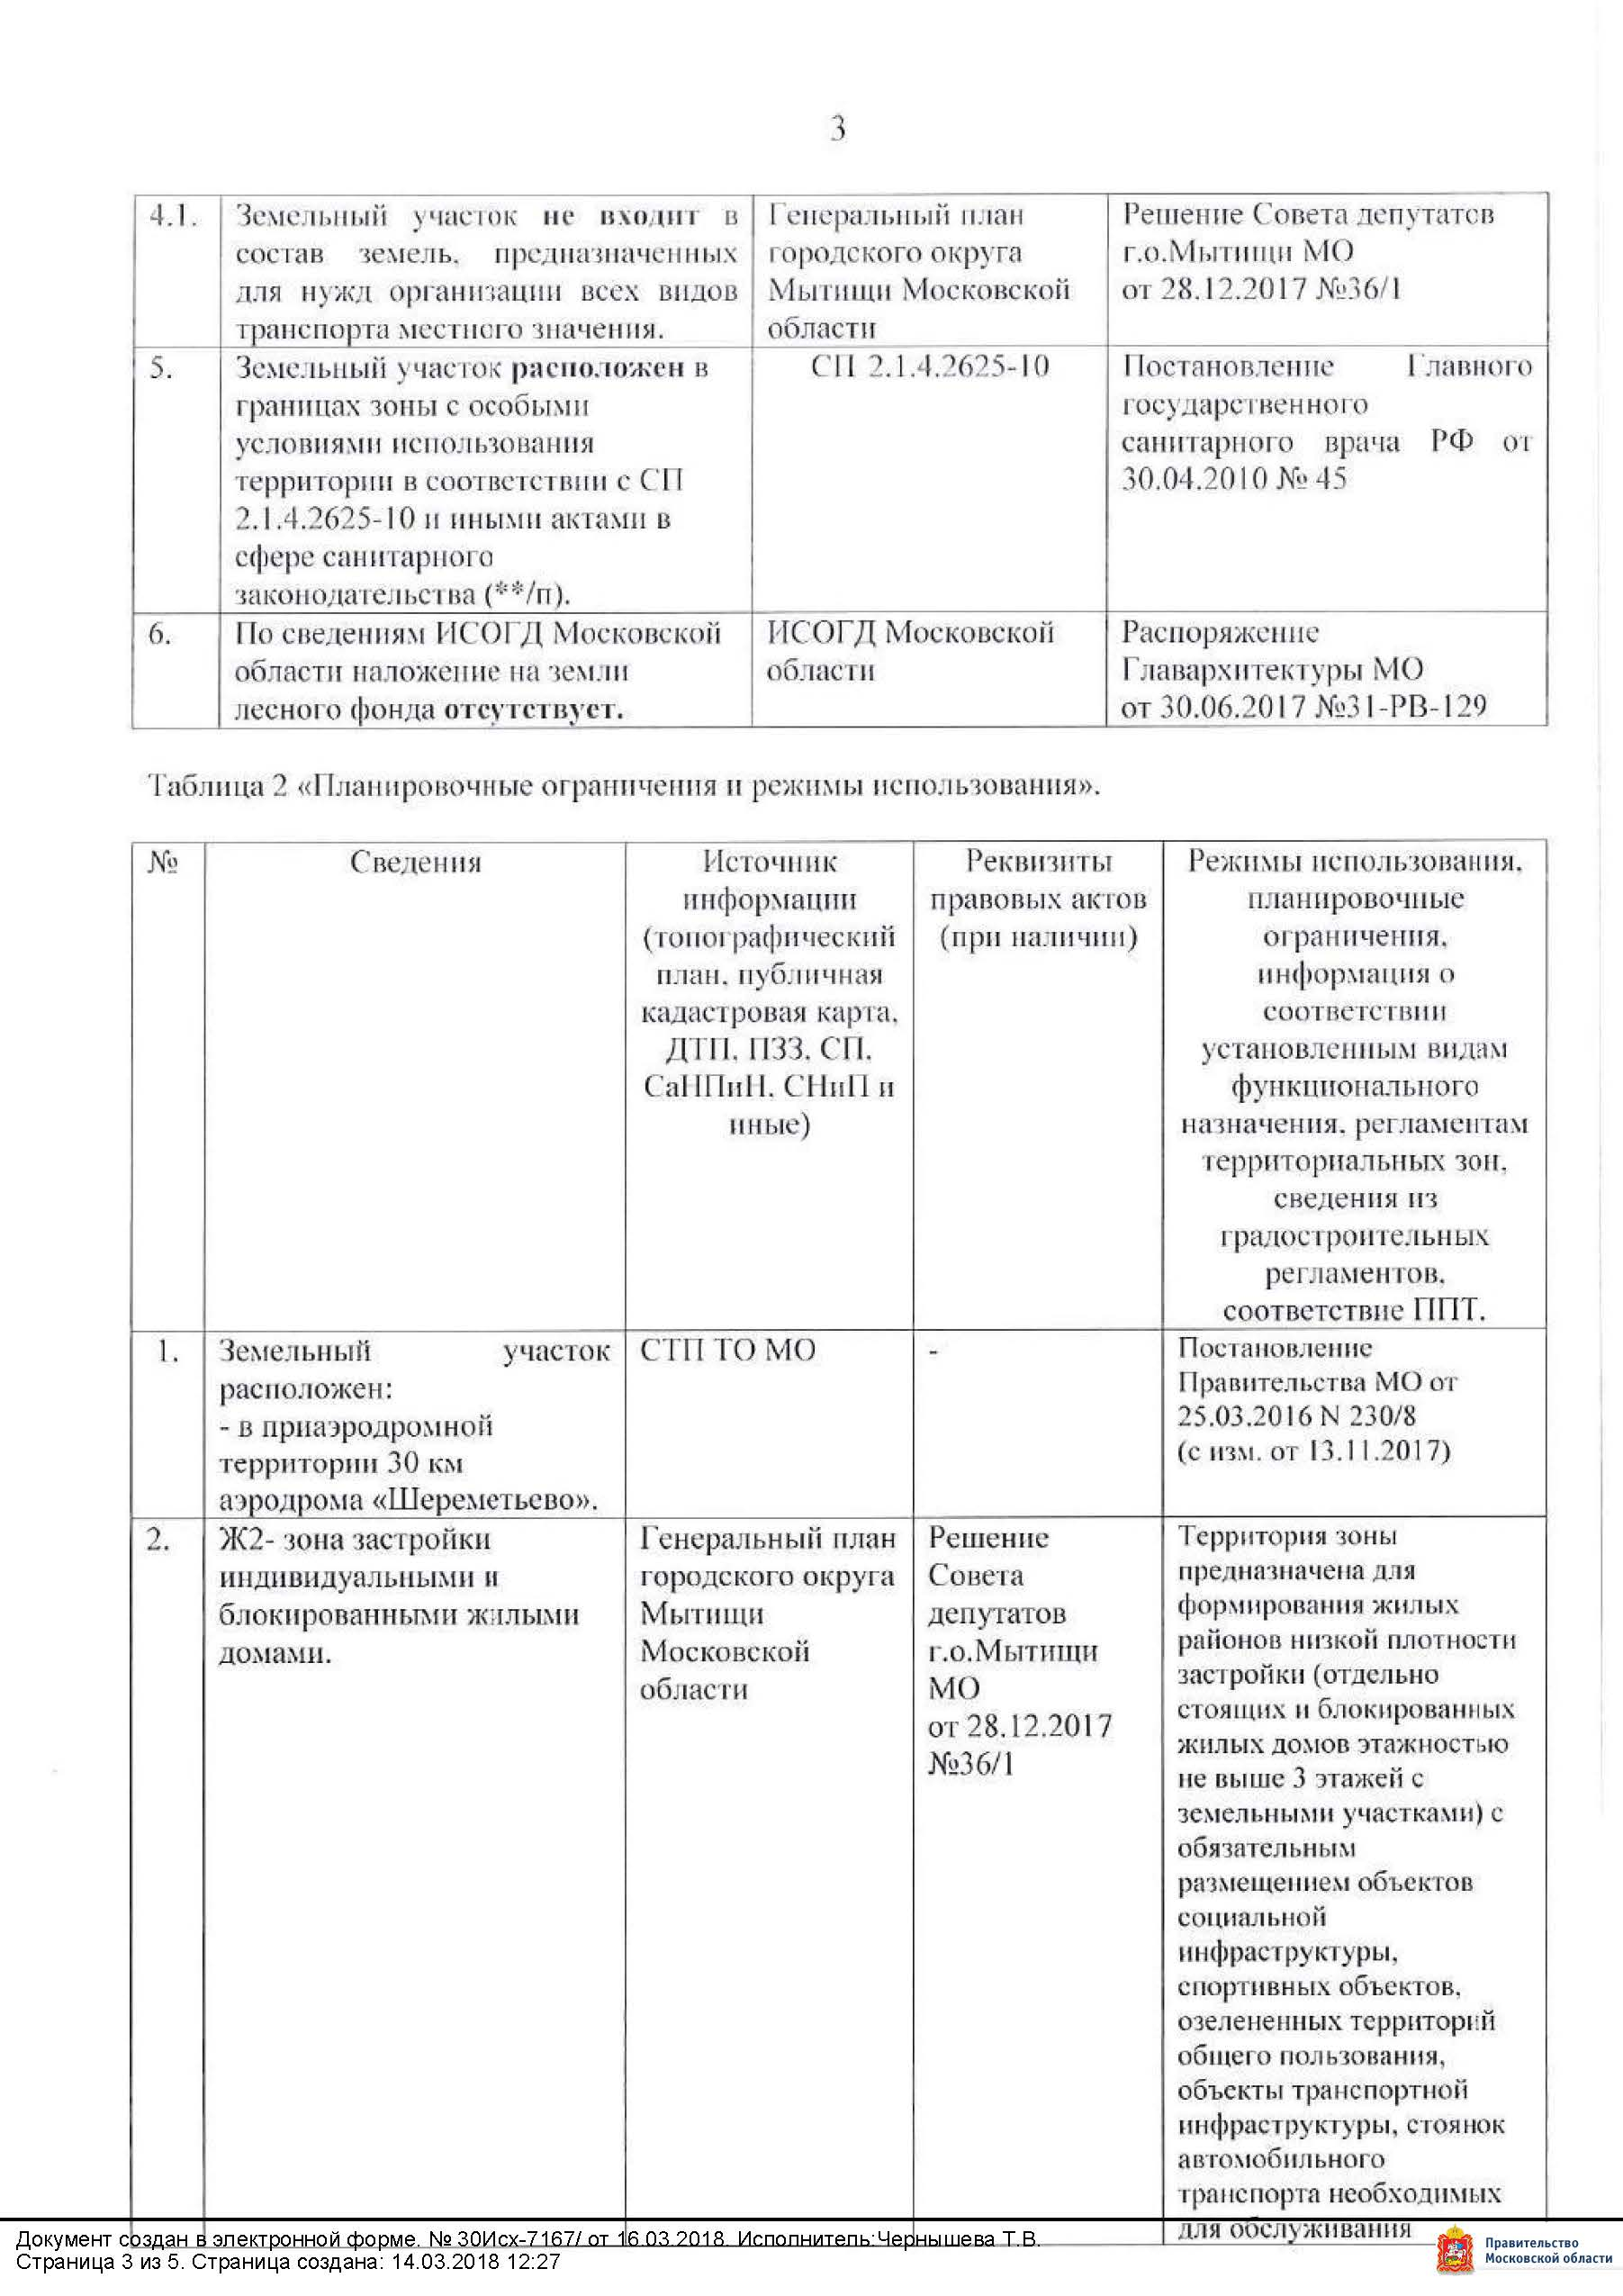 3
4.1.
Земельный участок не входит в
состав земель, предназначенных
для нужд организации всех видов
транспорта местного значения.
Генеральный план
городского округа
Мытищи Московской
области
Решение Совета депутатов
г.о.Мытищи МО
от 28.12.2017 №36/1
5.
Земельный участок расположен в
границах зоны с особыми
условиями использования
территории в соответствии с СП
2.1.4.2625-10 и иными актами в
сфере санитарного
законодательства (**/п).
СП 2.1.4.2625-10
Постановление Главного
государственного
санитарного врача РФ от
30.04.2010 № 45
6.
По сведениям ИСОГД Московской
области наложение на земли
лесного фонда отсутствует.
ИСОГД Московской
области
Распоряжение
Главархитектуры МО
от 30.06.2017 №31-РВ-129
Таблица 2 «Планировочные ограничения и режимы использования».
№
Сведения
Источник
информации
(топографический
план, публичная
кадастровая карта,
ДТП, ПЗЗ, СП,
СаНПиН, СНиП и
иные)
Реквизиты
правовых актов
(при наличии)
Режимы использования,
планировочные
ограничения,
информация о
соответствии
установленным видам
функционального
назначения, регламентам
территориальных зон,
сведения из
градостроительных
регламентов,
соответствие ППТ.
1.
Земельный участок
расположен:
- в приаэродромной
территории 30 км
аэродрома «Шереметьево».
СТП ТО МО
-
Постановление
Правительства МО от
25.03.2016 N 230/8
(с изм. от 13.11.2017)
2.
Ж2- зона застройки
индивидуальными и
блокированными жилыми
домами.
Генеральный план
городского округа
Мытищи
Московской
области
Решение
Совета
депутатов
г.о.Мытищи
МО
от 28.12.2017
№36/1
Территория зоны
предназначена для
формирования жилых
районов низкой плотности
застройки (отдельно
стоящих и блокированных
жилых домов этажностью
не выше 3 этажей с
земельными участками) с
обязательным
размещением объектов
социальной
инфраструктуры,
спортивных объектов,
озелененных территорий
общего пользования,
объекты транспортной
инфраструктуры, стоянок
автомобильного
транспорта необходимых
для обслуживания
Документ создан в электронной форме. № 30Исх-7167/ от 16.03.2018. Исполнитель:Чернышева Т.В.
Страница 3 из 5. Страница создана: 14.03.2018 12:27
Правительство
Московской области